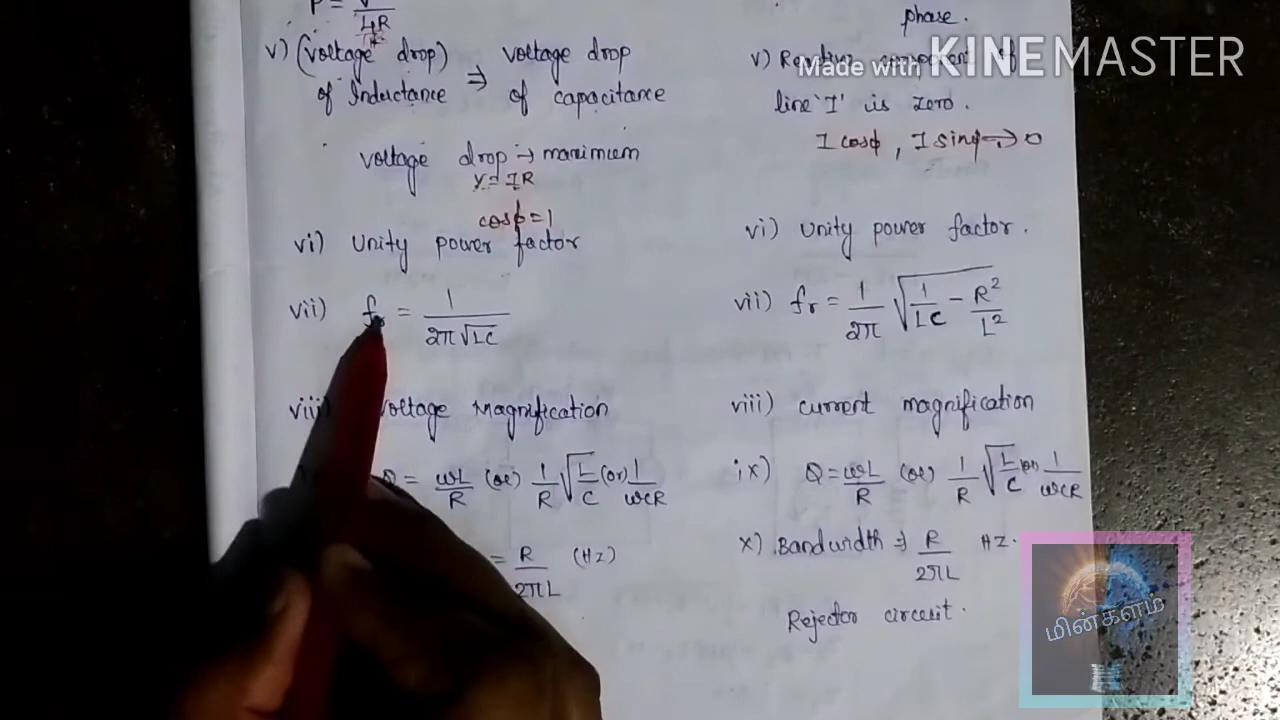 P = V
4R
v) (Voltage drop) ⇒ voltage drop
of Inductance of capacitance
Voltage drop → maximum
V = IR
cosφ = 1
vi) Unity power factor
vii) fr = 1 / 2π√LC
viii) Voltage Magnification
Q = ωL/R (or) 1/R √L/C (or) 1/ωCR
= R/2πL (Hz)
phase.
v) component of
line 'I' is zero.
I cosφ, I sinφ → 0
vi) Unity power factor.
vii) fr = 1/2π √1/LC − R²/L²
viii) current magnification
ix) Q = ωL/R (or) 1/R √L/C (or) 1/ωCR
x) Bandwidth ⇒ R/2πL Hz.
Rejector circuit.
Made with KINEMASTER
மின்களம்